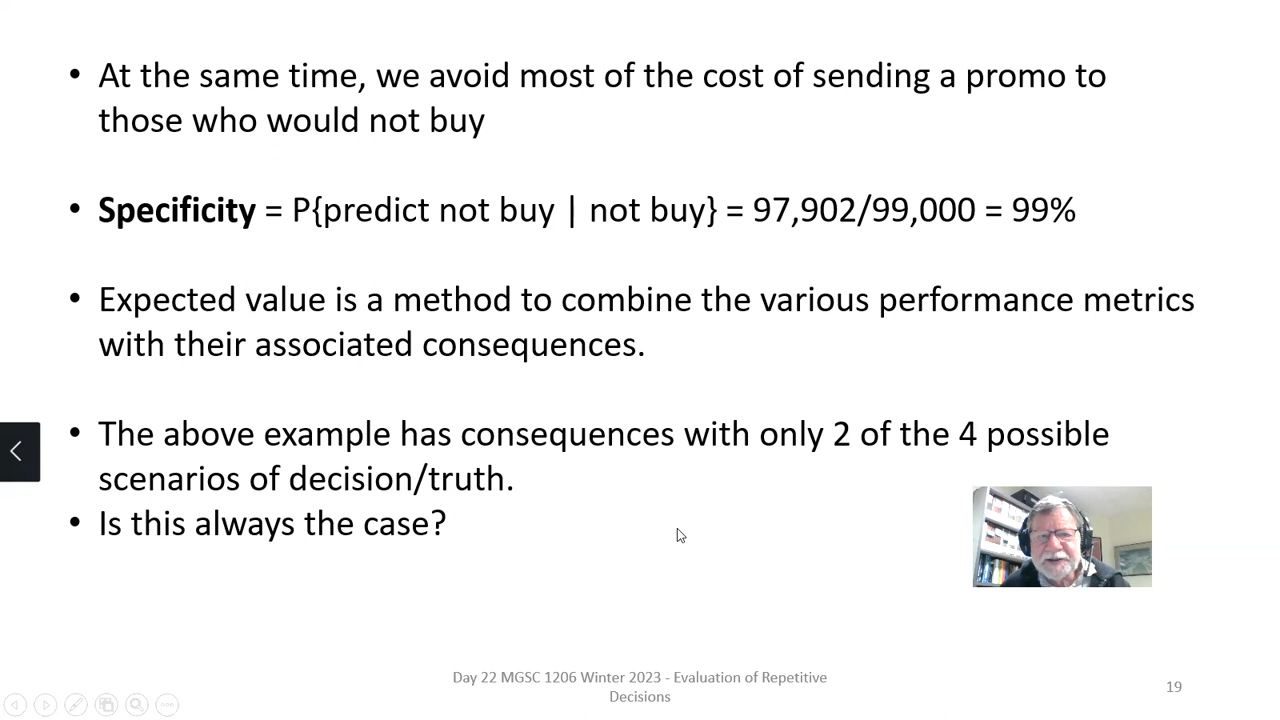 • At the same time, we avoid most of the cost of sending a promo to
those who would not buy
• Specificity = P{predict not buy | not buy} = 97,902/99,000 = 99%
• Expected value is a method to combine the various performance metrics
with their associated consequences.
• The above example has consequences with only 2 of the 4 possible
scenarios of decision/truth.
• Is this always the case?
Day 22 MGSC 1206 Winter 2023 - Evaluation of Repetitive
Decisions
19